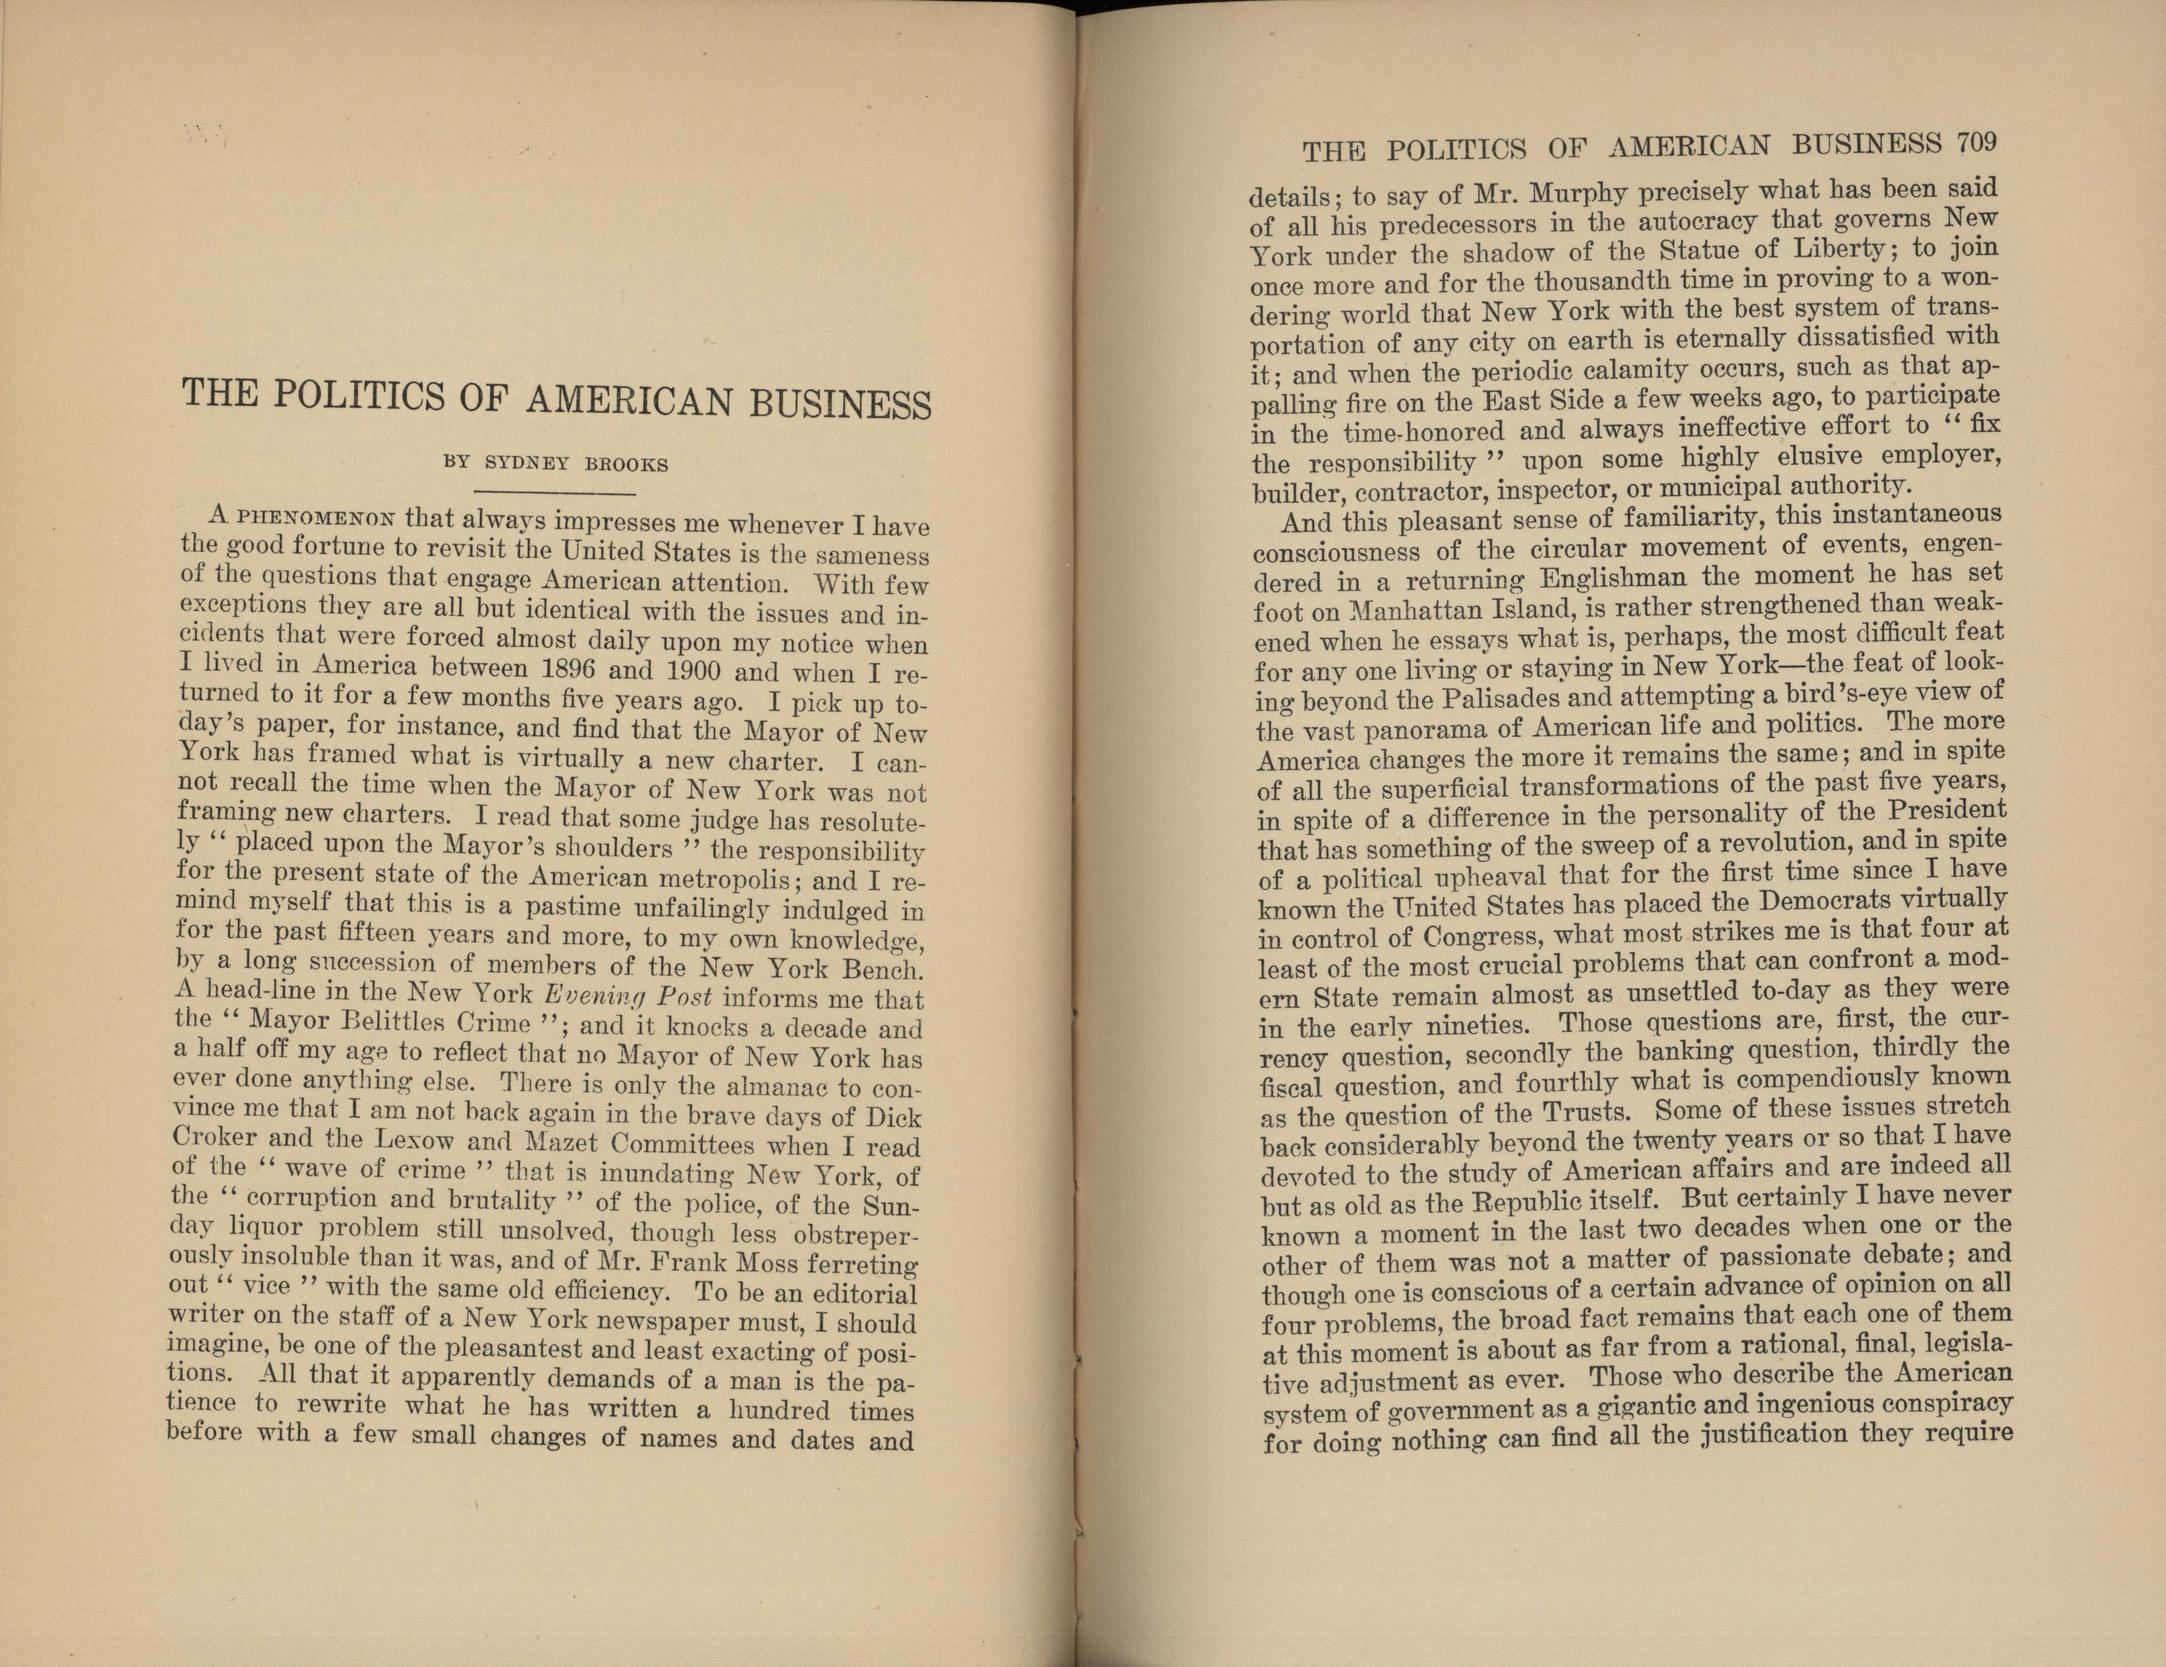 THE POLITICS OF AMERICAN BUSINESS
BY SYDNEY BROOKS
A PHENOMENON that always impresses me whenever I have
the good fortune to revisit the United States is the sameness
of the questions that engage American attention. With few
exceptions they are all but identical with the issues and in-
cidents that were forced almost daily upon my notice when
I lived in America between 1896 and 1900 and when I re-
turned to it for a few months five years ago. I pick up to-
day's paper, for instance, and find that the Mayor of New
York has framed what is virtually a new charter. I can-
not recall the time when the Mayor of New York was not
framing new charters. I read that some judge has resolute-
ly “ placed upon the Mayor's shoulders ” the responsibility
for the present state of the American metropolis; and I re-
mind myself that this is a pastime unfailingly indulged in
for the past fifteen years and more, to my own knowledge,
by a long succession of members of the New York Bench.
A head-line in the New York Evening Post informs me that
the “ Mayor Belittles Crime ”; and it knocks a decade and
a half off my age to reflect that no Mayor of New York has
ever done anything else. There is only the almanac to con-
vince me that I am not back again in the brave days of Dick
Croker and the Lexow and Mazet Committees when I read
of the “ wave of crime ” that is inundating New York, of
the “ corruption and brutality ” of the police, of the Sun-
day liquor problem still unsolved, though less obstreper-
ously insoluble than it was, and of Mr. Frank Moss ferreting
out “ vice ” with the same old efficiency. To be an editorial
writer on the staff of a New York newspaper must, I should
imagine, be one of the pleasantest and least exacting of posi-
tions. All that it apparently demands of a man is the pa-
tience to rewrite what he has written a hundred times
before with a few small changes of names and dates and
THE POLITICS OF AMERICAN BUSINESS 709
details; to say of Mr. Murphy precisely what has been said
of all his predecessors in the autocracy that governs New
York under the shadow of the Statue of Liberty; to join
once more and for the thousandth time in proving to a won-
dering world that New York with the best system of trans-
portation of any city on earth is eternally dissatisfied with
it; and when the periodic calamity occurs, such as that ap-
palling fire on the East Side a few weeks ago, to participate
in the time-honored and always ineffective effort to “ fix
the responsibility ” upon some highly elusive employer,
builder, contractor, inspector, or municipal authority.
And this pleasant sense of familiarity, this instantaneous
consciousness of the circular movement of events, engen-
dered in a returning Englishman the moment he has set
foot on Manhattan Island, is rather strengthened than weak-
ened when he essays what is, perhaps, the most difficult feat
for any one living or staying in New York—the feat of look-
ing beyond the Palisades and attempting a bird's-eye view of
the vast panorama of American life and politics. The more
America changes the more it remains the same; and in spite
of all the superficial transformations of the past five years,
in spite of a difference in the personality of the President
that has something of the sweep of a revolution, and in spite
of a political upheaval that for the first time since I have
known the United States has placed the Democrats virtually
in control of Congress, what most strikes me is that four at
least of the most crucial problems that can confront a mod-
ern State remain almost as unsettled to-day as they were
in the early nineties. Those questions are, first, the cur-
rency question, secondly the banking question, thirdly the
fiscal question, and fourthly what is compendiously known
as the question of the Trusts. Some of these issues stretch
back considerably beyond the twenty years or so that I have
devoted to the study of American affairs and are indeed all
but as old as the Republic itself. But certainly I have never
known a moment in the last two decades when one or the
other of them was not a matter of passionate debate; and
though one is conscious of a certain advance of opinion on all
four problems, the broad fact remains that each one of them
at this moment is about as far from a rational, final, legisla-
tive adjustment as ever. Those who describe the American
system of government as a gigantic and ingenious conspiracy
for doing nothing can find all the justification they require